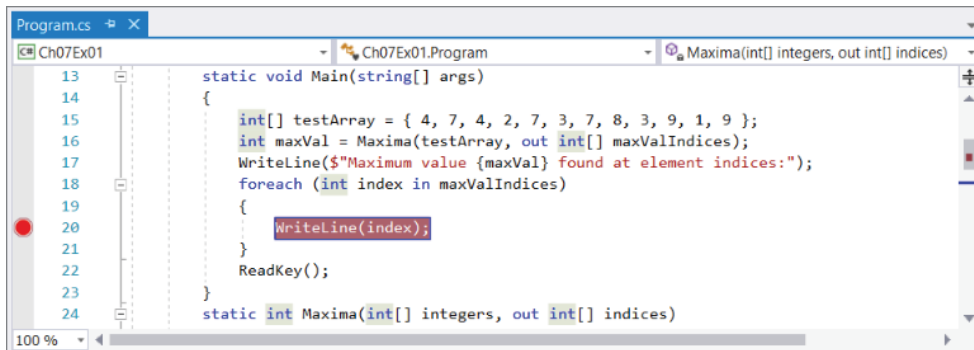 Program.cs
C# Ch07Ex01 Ch07Ex01.Program Maxima(int[] integers, out int[] indices)
13 static void Main(string[] args)
14 {
15 int[] testArray = { 4, 7, 4, 2, 7, 3, 7, 8, 3, 9, 1, 9 };
16 int maxVal = Maxima(testArray, out int[] maxValIndices);
17 WriteLine($"Maximum value {maxVal} found at element indices:");
18 foreach (int index in maxValIndices)
19 {
20 WriteLine(index);
21 }
22 ReadKey();
23 }
24 static int Maxima(int[] integers, out int[] indices)
100 %